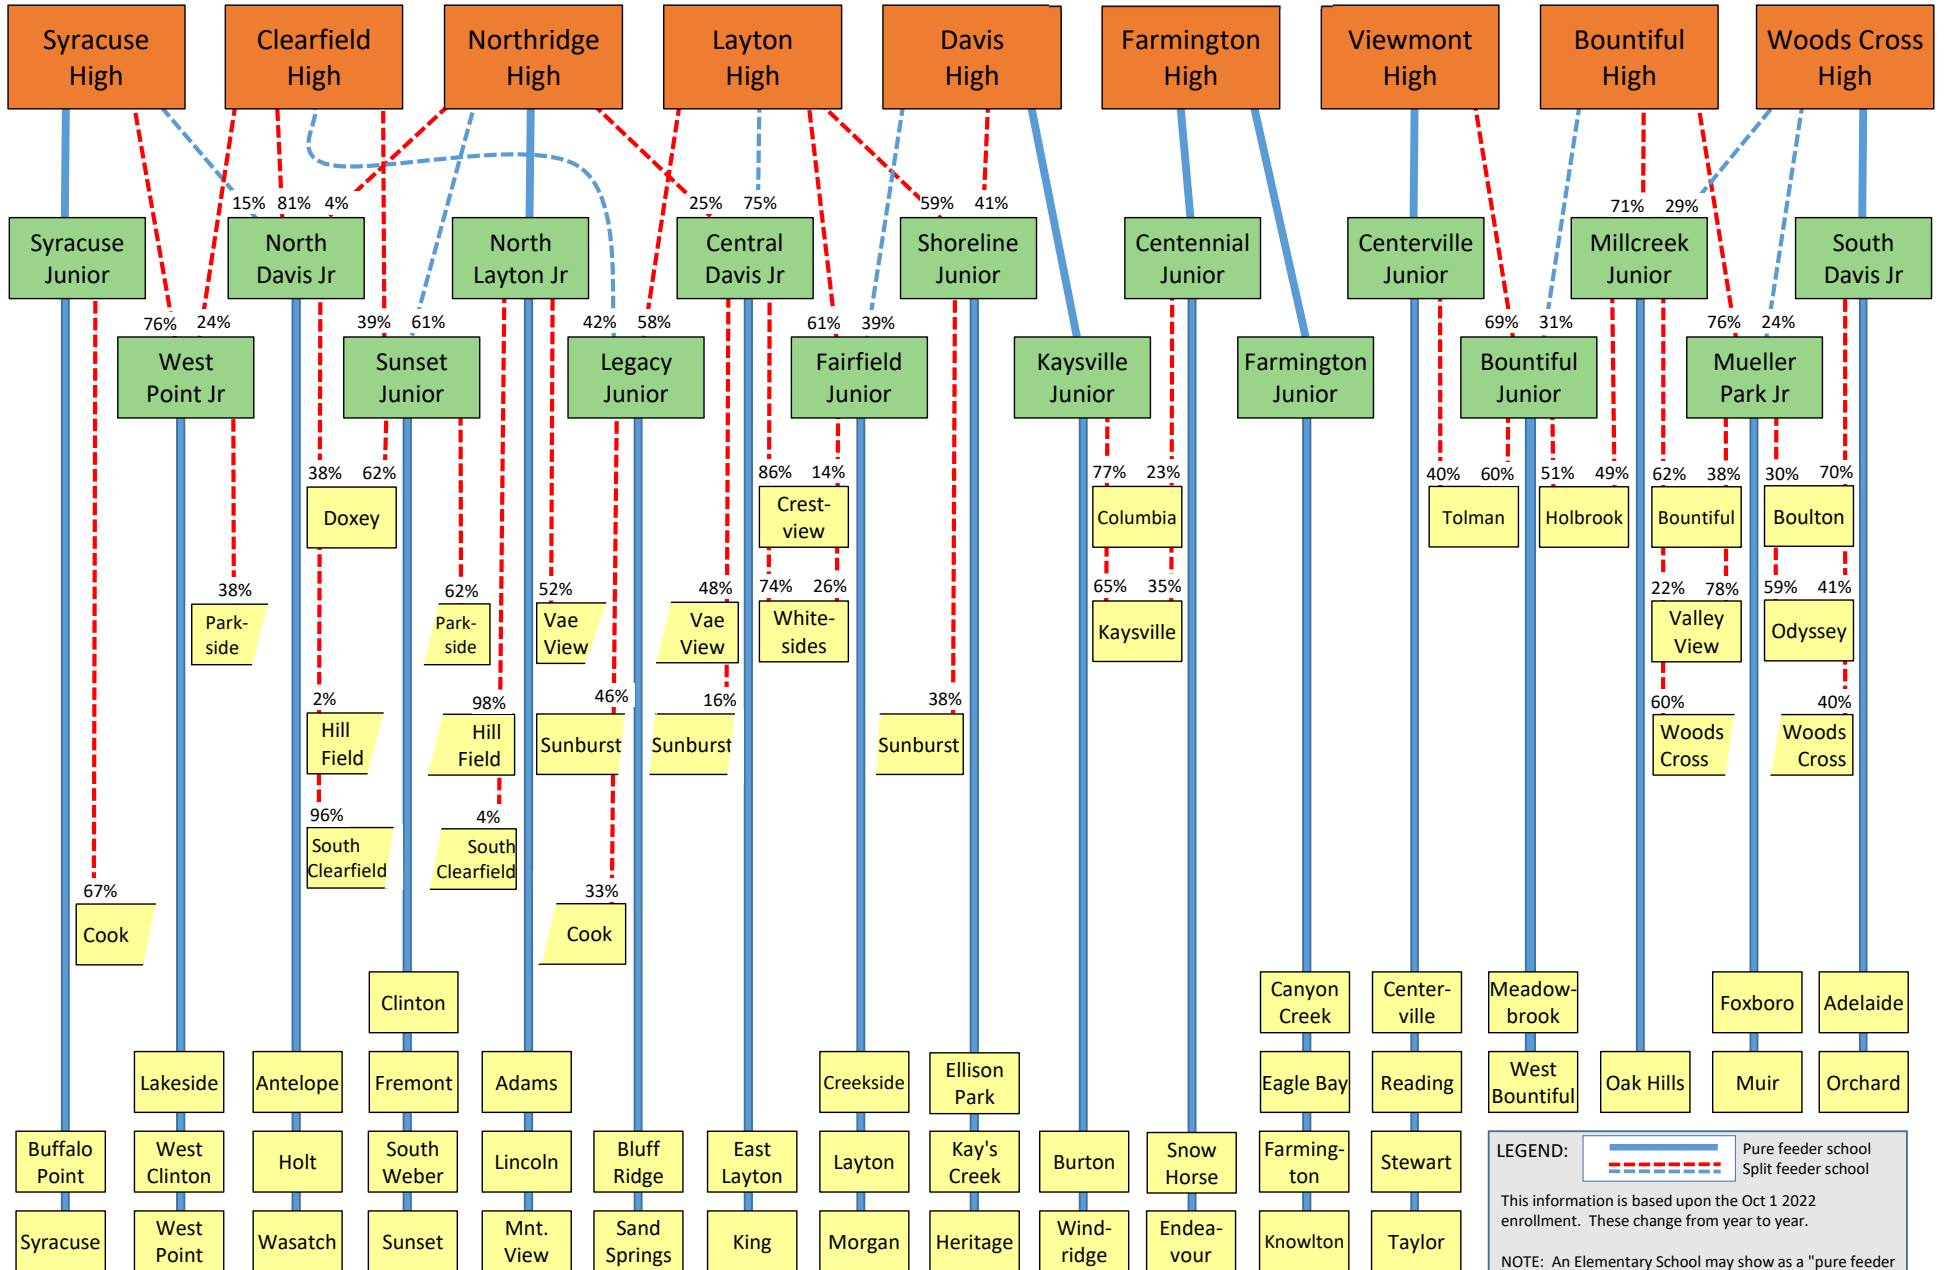 Syracuse
High
Clearfield
High
Northridge
High
Layton
High
Davis
High
Farmington
High
Viewmont
High
Bountiful
High
Woods Cross
High
15% 81% 4%
25% 75%
59% 41%
71% 29%
Syracuse
Junior
North
Davis Jr
North
Layton Jr
Central
Davis Jr
Shoreline
Junior
Centennial
Junior
Centerville
Junior
Millcreek
Junior
South
Davis Jr
76% 24%
39% 61%
42% 58%
61% 39%
69% 31%
76% 24%
West
Point Jr
Sunset
Junior
Legacy
Junior
Fairfield
Junior
Kaysville
Junior
Farmington
Junior
Bountiful
Junior
Mueller
Park Jr
38% 62%
86% 14%
77% 23%
40% 60%
51% 49%
62% 38%
30% 70%
Doxey
Crest-
view
Columbia
Tolman
Holbrook
Bountiful
Boulton
38%
62%
52%
48%
74% 26%
65% 35%
22% 78%
59% 41%
Park-
side
Park-
side
Vae
View
Vae
View
White-
sides
Kaysville
Valley
View
Odyssey
2%
98%
46%
16%
38%
60%
40%
Hill
Field
Hill
Field
Sunburst
Sunburst
Sunburst
Woods
Cross
Woods
Cross
96%
4%
South
Clearfield
South
Clearfield
67%
33%
Cook
Cook
Clinton
Canyon
Creek
Center-
ville
Meadow-
brook
Foxboro
Adelaide
Lakeside
Antelope
Fremont
Adams
Creekside
Ellison
Park
Eagle Bay
Reading
West
Bountiful
Oak Hills
Muir
Orchard
Buffalo
Point
West
Clinton
Holt
South
Weber
Lincoln
Bluff
Ridge
East
Layton
Layton
Kay's
Creek
Burton
Snow
Horse
Farming-
ton
Stewart
Syracuse
West
Point
Wasatch
Sunset
Mnt.
View
Sand
Springs
King
Morgan
Heritage
Wind-
ridge
Endea-
vour
Knowlton
Taylor
LEGEND:
Pure feeder school
Split feeder school
This information is based upon the Oct 1 2022
enrollment. These change from year to year.
NOTE: An Elementary School may show as a "pure feeder